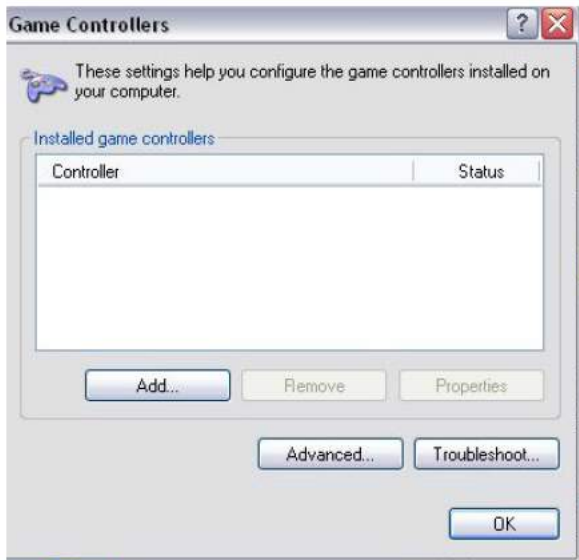 Game Controllers
These settings help you configure the game controllers installed on
your computer.
Installed game controllers
Controller Status
Add... Remove Properties
Advanced... Troubleshoot...
OK